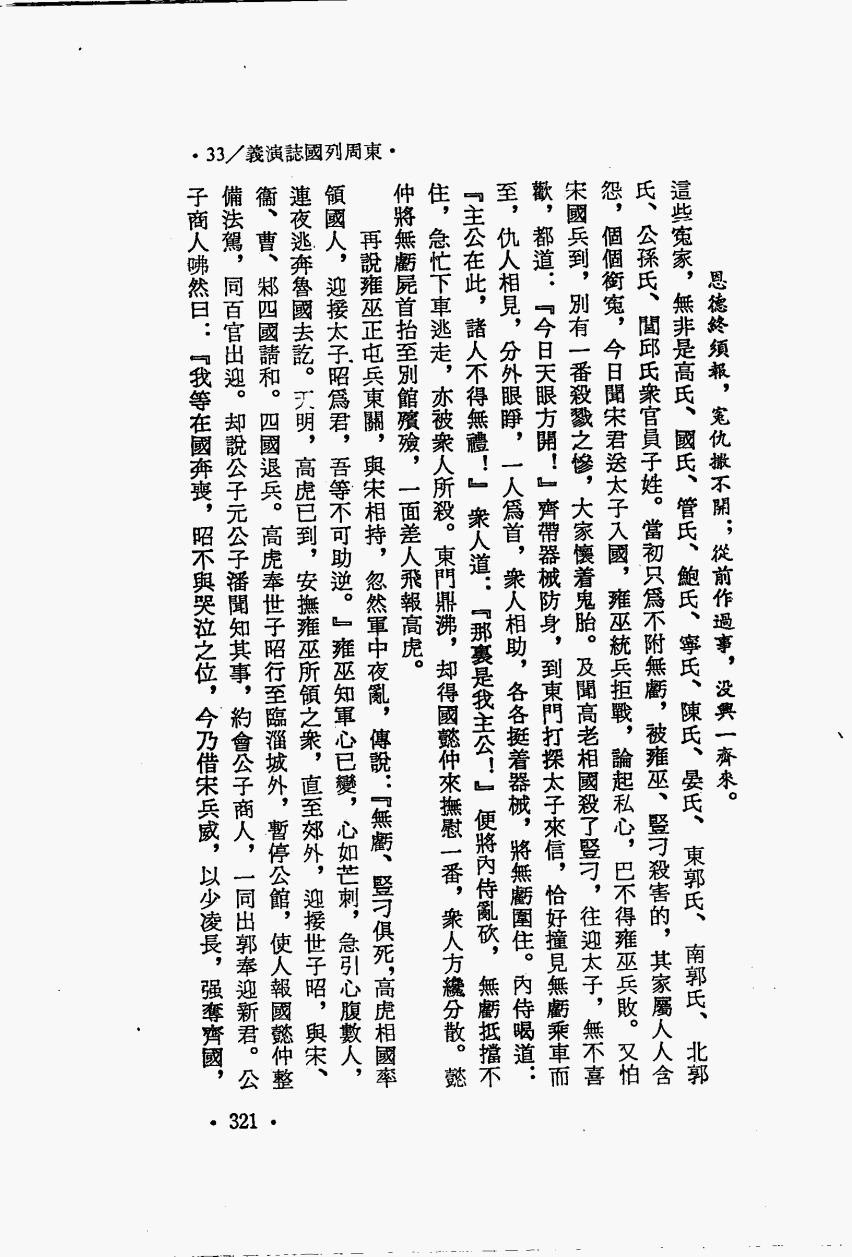 ·33／義演誌國列周東·
恩德終須報，冤仇撒不開；從前作過事，没興一齊來。
這些寃家，無非是高氏、國氏、管氏、鮑氏、寧氏、陳氏、晏氏、東郭氏、南郭氏、北郭
氏、公孫氏、閭邱氏衆官員子姓。當初只爲不附無虧，被雍巫、豎刁殺害的，其家屬人人含
怨，個個銜寃，今日聞宋君送太子入國，雍巫統兵拒戰，論起私心，巴不得雍巫兵敗。又怕
宋國兵到，別有一番殺戮之慘，大家懷着鬼胎。及聞高老相國殺了豎刁，往迎太子，無不喜
歡，都道：『今日天眼方開！』齊帶器械防身，到東門打探太子來信，恰好撞見無虧乘車而
至，仇人相見，分外眼睜，一人爲首，衆人相助，各各挺着器械，將無虧圍住。內侍喝道：
『主公在此，諸人不得無禮！』衆人道：『那裏是我主公！』便將內侍亂砍，無虧抵擋不
住，急忙下車逃走，亦被衆人所殺。東門鼎沸，却得國懿仲來撫慰一番，衆人方纔分散。懿
仲將無虧屍首抬至別館殯殮，一面差人飛報高虎。
再說雍巫正屯兵東關，與宋相持，忽然軍中夜亂，傳說：『無虧、豎刁俱死，高虎相國率
領國人，迎接太子昭爲君，吾等不可助逆。』雍巫知軍心已變，心如芒刺，急引心腹數人，
連夜逃奔魯國去訖。天明，高虎已到，安撫雍巫所領之衆，直至郊外，迎接世子昭，與宋、
衞、曹、邾四國請和。四國退兵。高虎奉世子昭行至臨淄城外，暫停公館，使人報國懿仲整
備法駕，同百官出迎。却說公子元公子潘聞知其事，約會公子商人，一同出郭奉迎新君。公
子商人咈然曰：『我等在國奔喪，昭不與哭泣之位，今乃借宋兵威，以少凌長，强奪齊國，
·321·